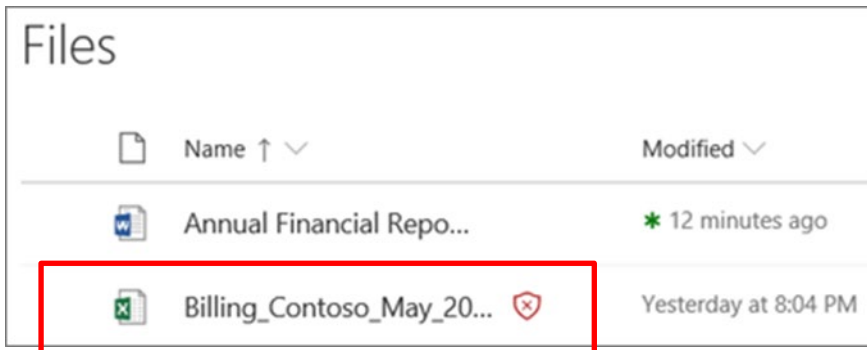 Files
Name ↑ Modified
Annual Financial Repo... * 12 minutes ago
Billing_Contoso_May_20... Yesterday at 8:04 PM